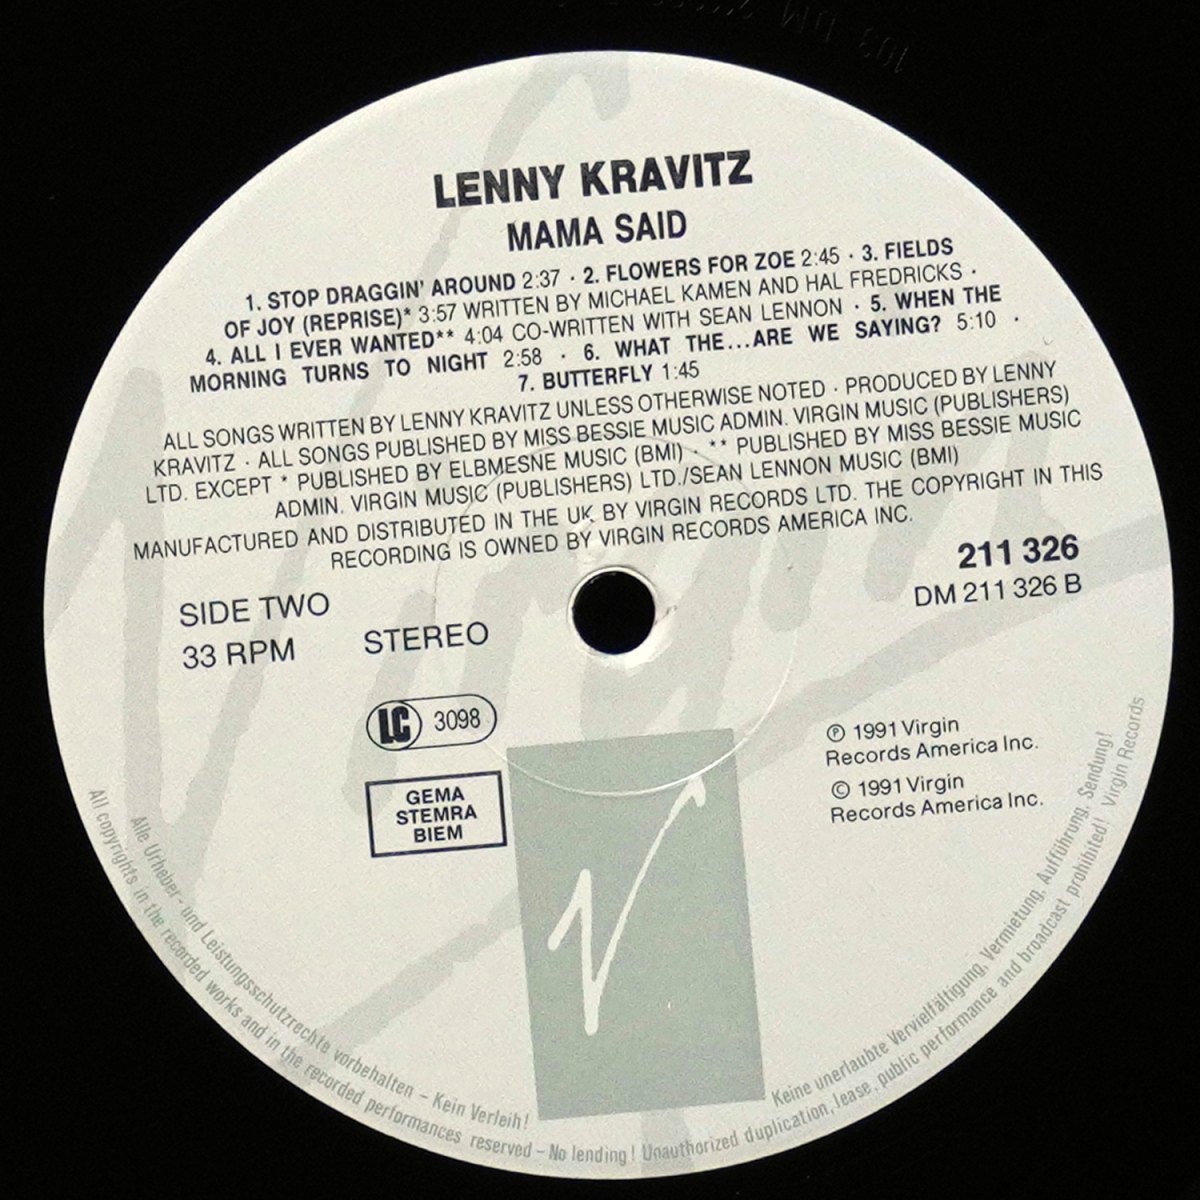 LENNY KRAVITZ
MAMA SAID
1. STOP DRAGGIN' AROUND 2:37 · 2. FLOWERS FOR ZOE 2:45 · 3. FIELDS
OF JOY (REPRISE)* 3:57 WRITTEN BY MICHAEL KAMEN AND HAL FREDRICKS ·
4. ALL I EVER WANTED** 4:04 CO-WRITTEN WITH SEAN LENNON · 5. WHEN THE
MORNING TURNS TO NIGHT 2:58 · 6. WHAT THE...ARE WE SAYING? 5:10 ·
7. BUTTERFLY 1:45
ALL SONGS WRITTEN BY LENNY KRAVITZ UNLESS OTHERWISE NOTED · PRODUCED BY LENNY
KRAVITZ · ALL SONGS PUBLISHED BY MISS BESSIE MUSIC ADMIN. VIRGIN MUSIC (PUBLISHERS)
LTD. EXCEPT * PUBLISHED BY ELBMESNE MUSIC (BMI) · ** PUBLISHED BY MISS BESSIE MUSIC
ADMIN. VIRGIN MUSIC (PUBLISHERS) LTD./SEAN LENNON MUSIC (BMI)
MANUFACTURED AND DISTRIBUTED IN THE UK BY VIRGIN RECORDS LTD. THE COPYRIGHT IN THIS
RECORDING IS OWNED BY VIRGIN RECORDS AMERICA INC.
211 326
DM 211 326 B
SIDE TWO
33 RPM
STEREO
LC 3098
GEMA
STEMRA
BIEM
℗ 1991 Virgin
Records America Inc.
© 1991 Virgin
Records America Inc.
Virgin
V
Alle Urheber- und Leistungsschutzrechte vorbehalten – Kein Verleih! Keine unerlaubte Vervielfältigung, Vermietung, Aufführung, Sendung!
All copyrights in the recorded works and in the recorded performances reserved – No lending! Unauthorized duplication, lease, public performance and broadcast prohibited! Virgin Records